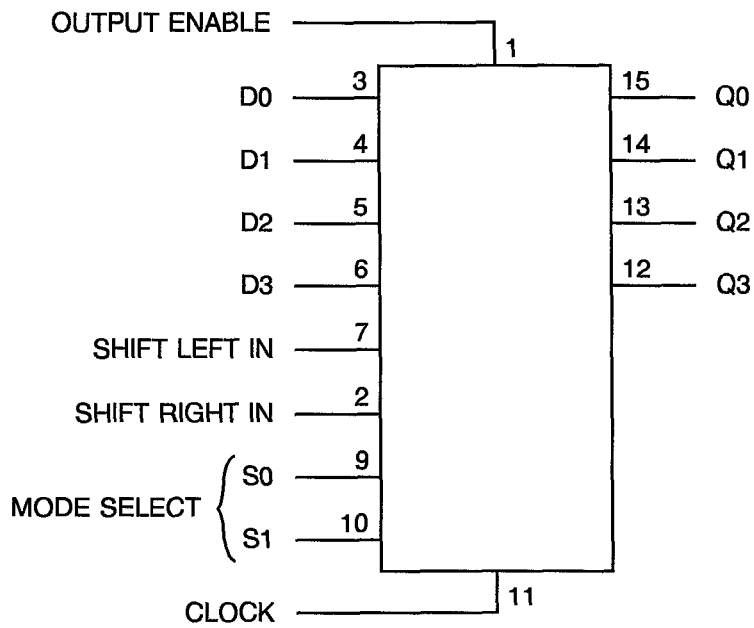 OUTPUT ENABLE
1
D0 3 15 Q0
D1 4 14 Q1
D2 5 13 Q2
D3 6 12 Q3
SHIFT LEFT IN 7
SHIFT RIGHT IN 2
MODE SELECT
S0 9
S1 10
CLOCK 11